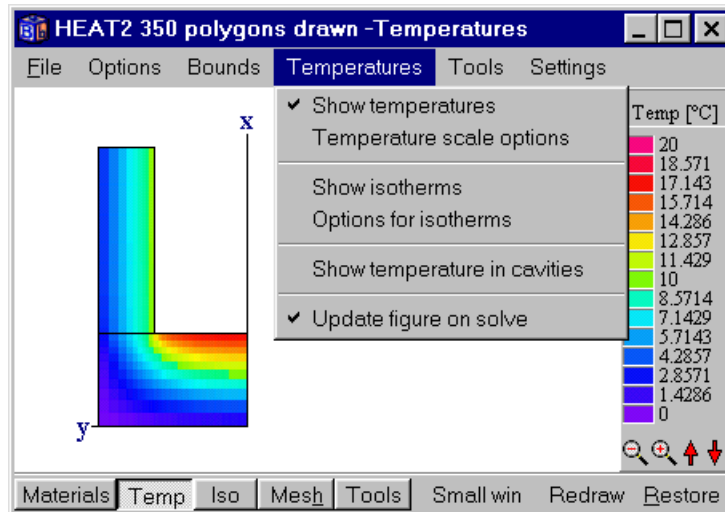 HEAT2 350 polygons drawn -Temperatures
File Options Bounds Temperatures Tools Settings
Show temperatures
Temperature scale options
Show isotherms
Options for isotherms
Show temperature in cavities
Update figure on solve
x
y
Temp [°C]
20
18.571
17.143
15.714
14.286
12.857
11.429
10
8.5714
7.1429
5.7143
4.2857
2.8571
1.4286
0
Materials Temp Iso Mesh Tools Small win Redraw Restore